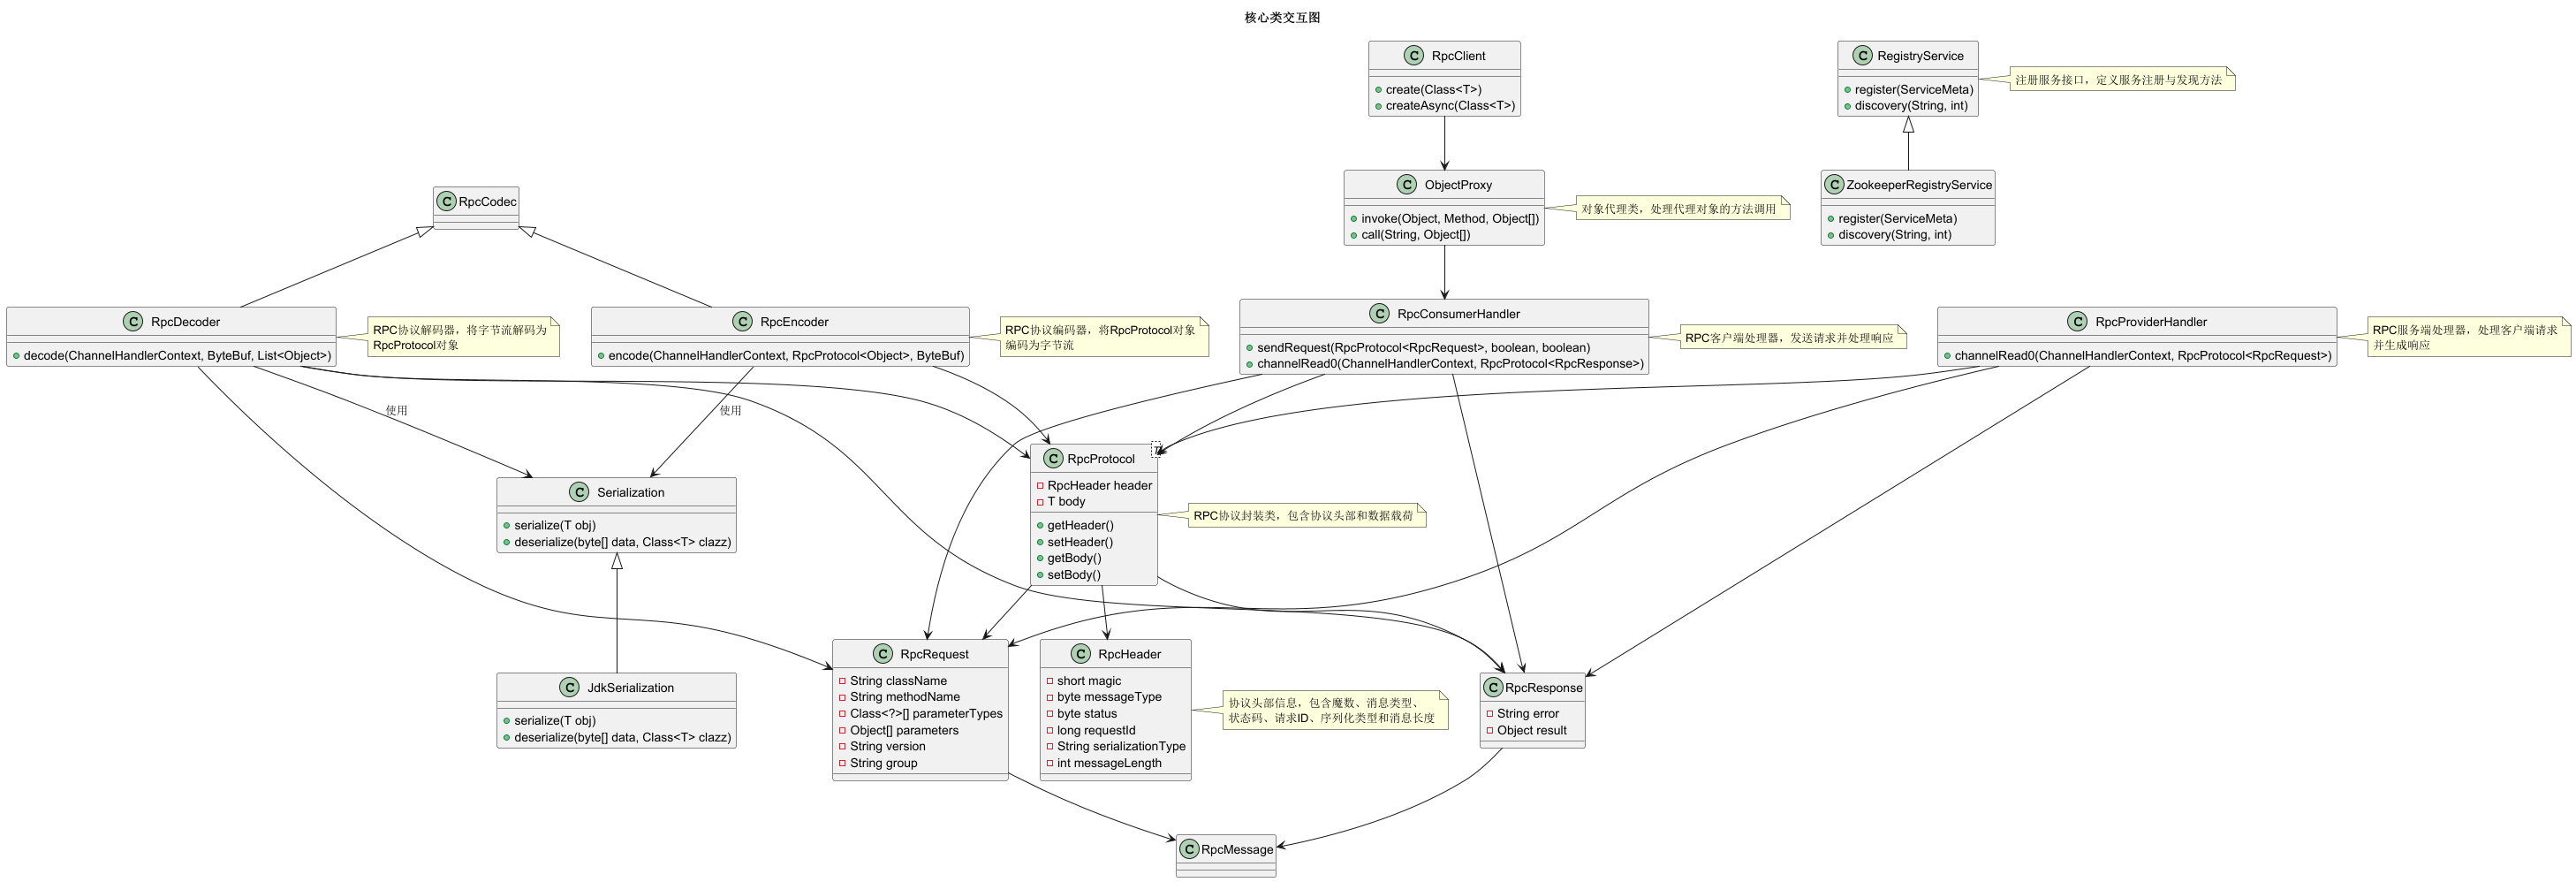 核心类交互图
RpcClient
create(Class<T>)
createAsync(Class<T>)
RegistryService
register(ServiceMeta)
discovery(String, int)
注册服务接口，定义服务注册与发现方法
RpcCodec
ObjectProxy
invoke(Object, Method, Object[])
call(String, Object[])
对象代理类，处理代理对象的方法调用
ZookeeperRegistryService
register(ServiceMeta)
discovery(String, int)
RpcDecoder
decode(ChannelHandlerContext, ByteBuf, List<Object>)
RPC协议解码器，将字节流解码为
RpcProtocol对象
RpcEncoder
encode(ChannelHandlerContext, RpcProtocol<Object>, ByteBuf)
RPC协议编码器，将RpcProtocol对象
编码为字节流
RpcConsumerHandler
sendRequest(RpcProtocol<RpcRequest>, boolean, boolean)
channelRead0(ChannelHandlerContext, RpcProtocol<RpcResponse>)
RPC客户端处理器，发送请求并处理响应
RpcProviderHandler
channelRead0(ChannelHandlerContext, RpcProtocol<RpcRequest>)
RPC服务端处理器，处理客户端请求
并生成响应
使用
使用
Serialization
serialize(T obj)
deserialize(byte[] data, Class<T> clazz)
RpcProtocol
RpcHeader header
T body
getHeader()
setHeader()
getBody()
setBody()
RPC协议封装类，包含协议头部和数据载荷
JdkSerialization
serialize(T obj)
deserialize(byte[] data, Class<T> clazz)
RpcRequest
String className
String methodName
Class<?>[] parameterTypes
Object[] parameters
String version
String group
RpcHeader
short magic
byte messageType
byte status
long requestId
String serializationType
int messageLength
协议头部信息，包含魔数、消息类型、
状态码、请求ID、序列化类型和消息长度
RpcResponse
String error
Object result
RpcMessage